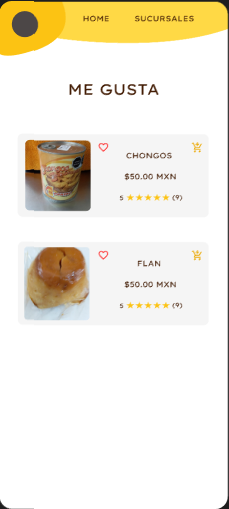 HOME SUCURSALES
ME GUSTA
CHONGOS
$50.00 MXN
5 ★★★★★ (9)
FLAN
$50.00 MXN
5 ★★★★★ (9)